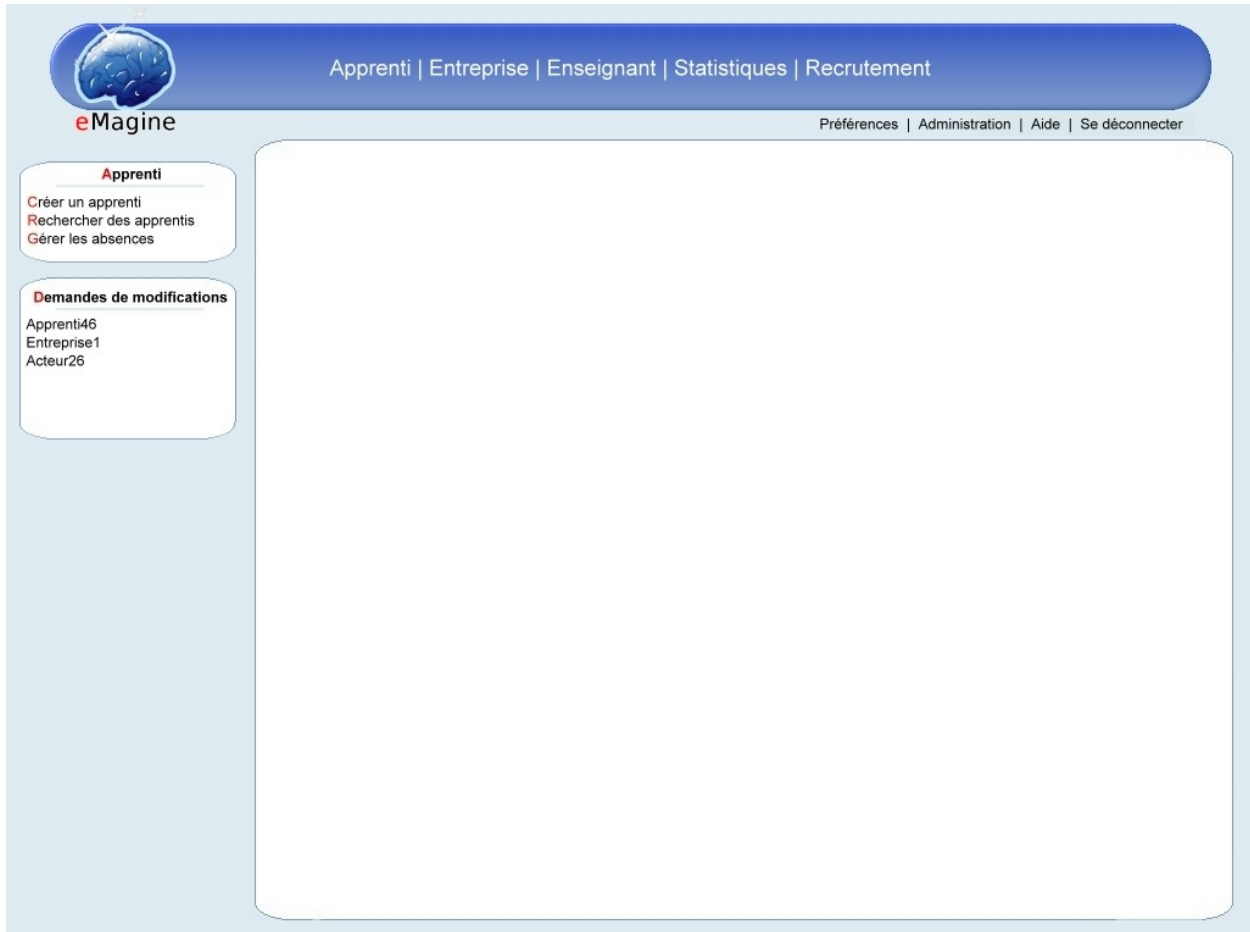 Apprenti | Entreprise | Enseignant | Statistiques | Recrutement
eMagine
Préférences | Administration | Aide | Se déconnecter
Apprenti
Créer un apprenti
Rechercher des apprentis
Gérer les absences
Demandes de modifications
Apprenti46
Entreprise1
Acteur26